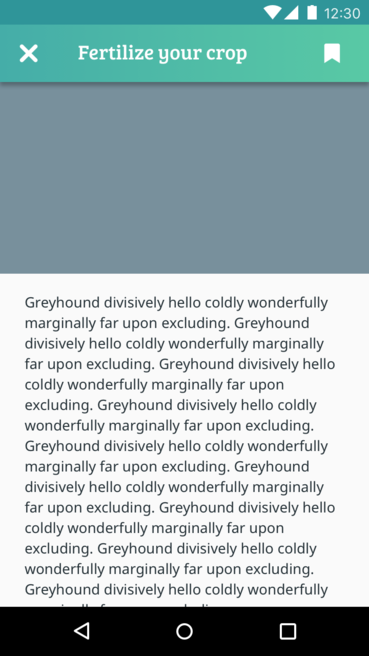 12:30
Fertilize your crop
Greyhound divisively hello coldly wonderfully
marginally far upon excluding. Greyhound
divisively hello coldly wonderfully marginally
far upon excluding. Greyhound divisively hello
coldly wonderfully marginally far upon
excluding. Greyhound divisively hello coldly
wonderfully marginally far upon excluding.
Greyhound divisively hello coldly wonderfully
marginally far upon excluding. Greyhound
divisively hello coldly wonderfully marginally
far upon excluding. Greyhound divisively hello
coldly wonderfully marginally far upon
excluding. Greyhound divisively hello coldly
wonderfully marginally far upon excluding.
Greyhound divisively hello coldly wonderfully